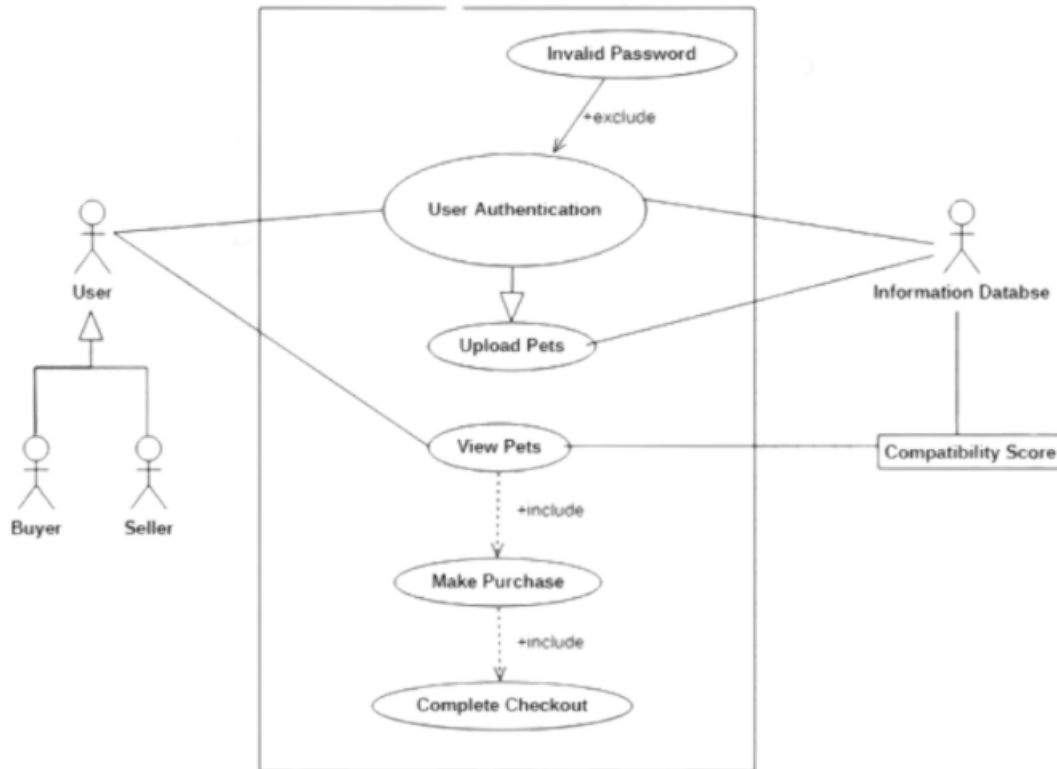 Invalid Password
+exclude
User Authentication
User
Information Databse
Upload Pets
View Pets
Compatibility Score
+include
Buyer
Seller
Make Purchase
+include
Complete Checkout